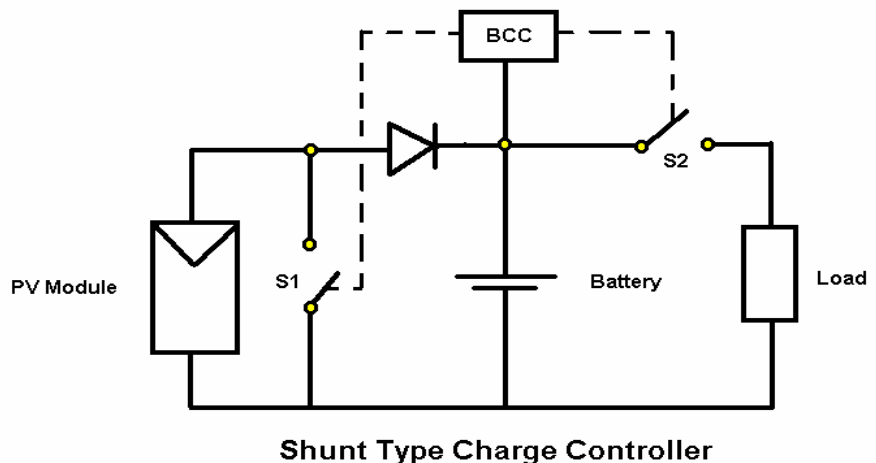 BCC
S2
S1
PV Module
Battery
Load
Shunt Type Charge Controller